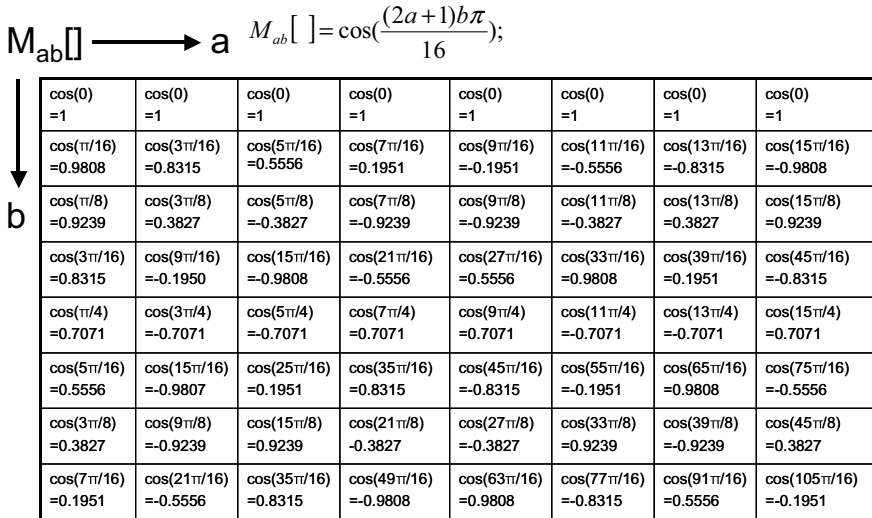 M_ab[] → a M_ab[ ]=cos((2a+1)bπ/16);
b
cos(0) cos(0) cos(0) cos(0) cos(0) cos(0) cos(0) cos(0)
=1 =1 =1 =1 =1 =1 =1 =1
cos(π/16) cos(3π/16) cos(5π/16) cos(7π/16) cos(9π/16) cos(11π/16) cos(13π/16) cos(15π/16)
=0.9808 =0.8315 =0.5556 =0.1951 =-0.1951 =-0.5556 =-0.8315 =-0.9808
cos(π/8) cos(3π/8) cos(5π/8) cos(7π/8) cos(9π/8) cos(11π/8) cos(13π/8) cos(15π/8)
=0.9239 =0.3827 =-0.3827 =-0.9239 =-0.9239 =-0.3827 =0.3827 =0.9239
cos(3π/16) cos(9π/16) cos(15π/16) cos(21π/16) cos(27π/16) cos(33π/16) cos(39π/16) cos(45π/16)
=0.8315 =-0.1950 =-0.9808 =-0.5556 =0.5556 =0.9808 =0.1951 =-0.8315
cos(π/4) cos(3π/4) cos(5π/4) cos(7π/4) cos(9π/4) cos(11π/4) cos(13π/4) cos(15π/4)
=0.7071 =-0.7071 =-0.7071 =0.7071 =0.7071 =-0.7071 =-0.7071 =0.7071
cos(5π/16) cos(15π/16) cos(25π/16) cos(35π/16) cos(45π/16) cos(55π/16) cos(65π/16) cos(75π/16)
=0.5556 =-0.9807 =0.1951 =0.8315 =-0.8315 =-0.1951 =0.9808 =-0.5556
cos(3π/8) cos(9π/8) cos(15π/8) cos(21π/8) cos(27π/8) cos(33π/8) cos(39π/8) cos(45π/8)
=0.3827 =-0.9239 =0.9239 -0.3827 =-0.3827 =0.9239 =-0.9239 =0.3827
cos(7π/16) cos(21π/16) cos(35π/16) cos(49π/16) cos(63π/16) cos(77π/16) cos(91π/16) cos(105π/16)
=0.1951 =-0.5556 =0.8315 =-0.9808 =0.9808 =-0.8315 =0.5556 =-0.1951